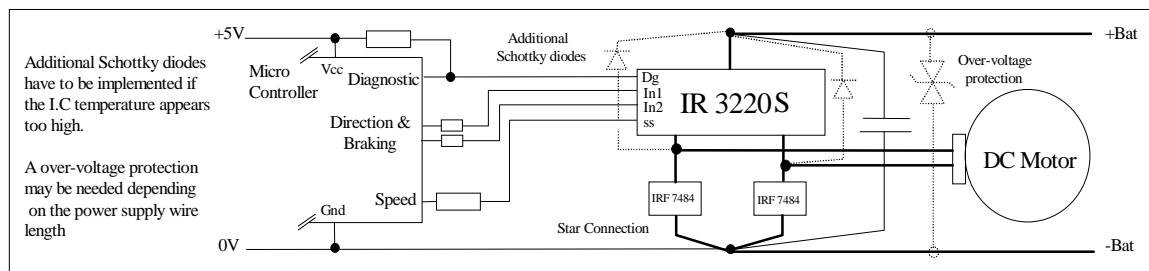 Additional Schottky diodes
have to be implemented if
the I.C temperature appears
too high.
A over-voltage protection
may be needed depending
on the power supply wire
length
+5V
Micro
Controller
Vcc
Diagnostic
Direction &
Braking
Speed
Gnd
0V
Additional
Schottky diodes
Dg
In1
In2
ss
IR 3220S
IRF 7484
IRF 7484
Star Connection
+Bat
Over-voltage
protection
DC Motor
-Bat